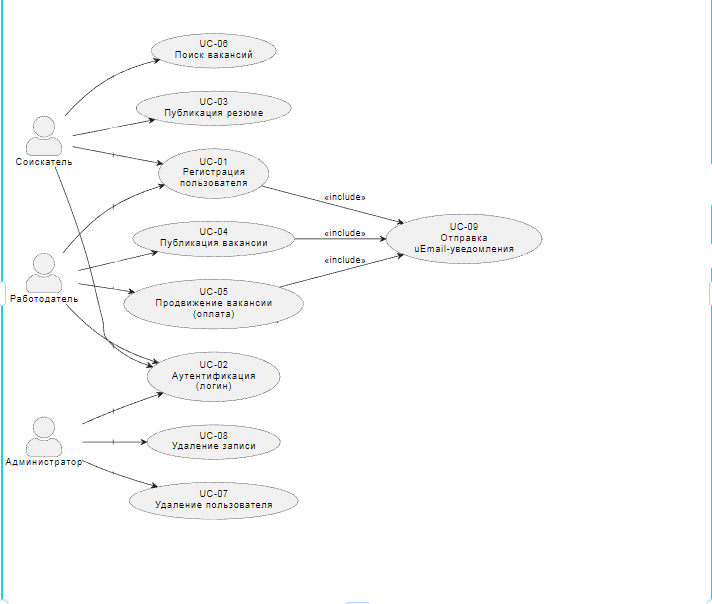 UC-06
Поиск вакансий
UC-03
Публикация резюме
Соискатель
UC-01
Регистрация
пользователя
«include»
UC-04
Публикация вакансии
«include»
UC-09
Отправка
uEmail-уведомления
«include»
Работодатель
UC-05
Продвижение вакансии
(оплата)
UC-02
Аутентификация
(логин)
UC-08
Удаление записи
Администратор
UC-07
Удаление пользователя